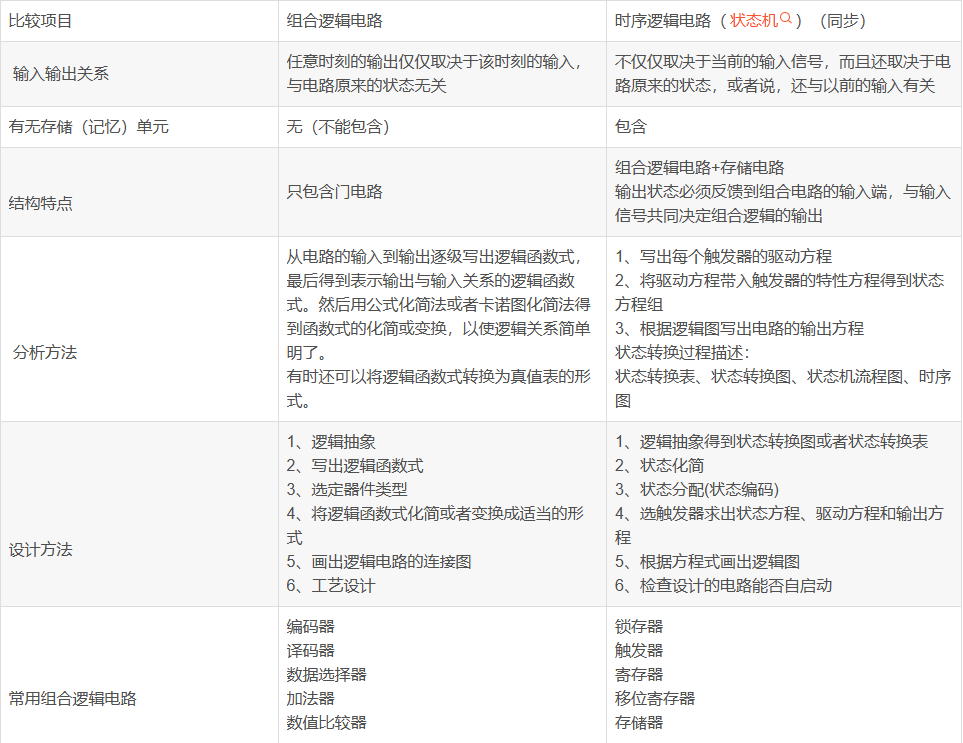 比较项目
组合逻辑电路
时序逻辑电路（状态机）（同步）
输入输出关系
任意时刻的输出仅仅取决于该时刻的输入，
与电路原来的状态无关
不仅仅取决于当前的输入信号，而且还取决于电
路原来的状态，或者说，还与以前的输入有关
有无存储（记忆）单元
无（不能包含）
包含
结构特点
只包含门电路
组合逻辑电路+存储电路
输出状态必须反馈到组合电路的输入端，与输入
信号共同决定组合逻辑的输出
分析方法
从电路的输入到输出逐级写出逻辑函数式，
最后得到表示输出与输入关系的逻辑函数
式。然后用公式化简法或者卡诺图化简法得
到函数式的化简或变换，以使逻辑关系简单
明了。
有时还可以将逻辑函数式转换为真值表的形
式。
1、写出每个触发器的驱动方程
2、将驱动方程带入触发器的特性方程得到状态
方程组
3、根据逻辑图写出电路的输出方程
状态转换过程描述：
状态转换表、状态转换图、状态机流程图、时序
图
设计方法
1、逻辑抽象
2、写出逻辑函数式
3、选定器件类型
4、将逻辑函数式化简或者变换成适当的形
式
5、画出逻辑电路的连接图
6、工艺设计
1、逻辑抽象得到状态转换图或者状态转换表
2、状态化简
3、状态分配(状态编码)
4、选触发器求出状态方程、驱动方程和输出方
程
5、根据方程式画出逻辑图
6、检查设计的电路能否自启动
常用组合逻辑电路
编码器
译码器
数据选择器
加法器
数值比较器
锁存器
触发器
寄存器
移位寄存器
存储器